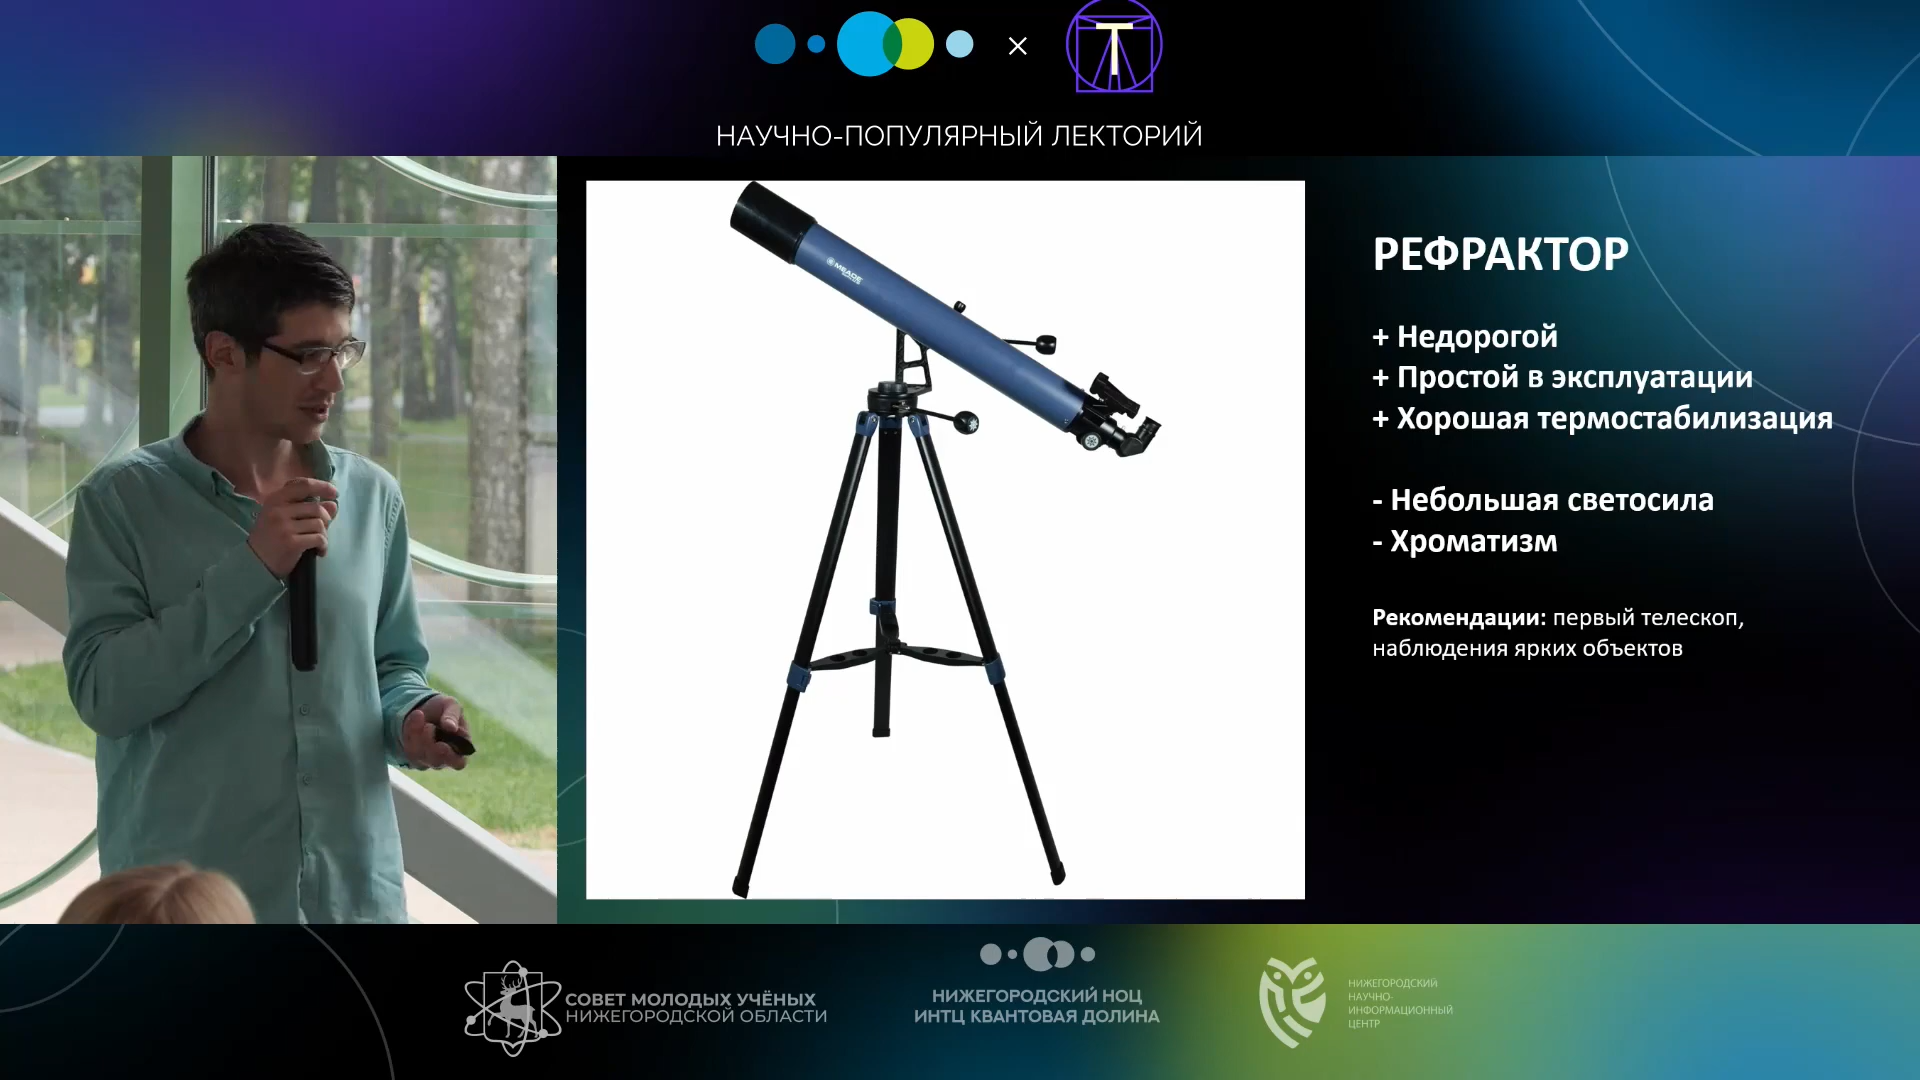 T
НАУЧНО-ПОПУЛЯРНЫЙ ЛЕКТОРИЙ
MEADE
РЕФРАКТОР
+ Недорогой
+ Простой в эксплуатации
+ Хорошая термостабилизация
- Небольшая светосила
- Хроматизм
Рекомендации: первый телескоп,
наблюдения ярких объектов
СОВЕТ МОЛОДЫХ УЧЁНЫХ
НИЖЕГОРОДСКОЙ ОБЛАСТИ
НИЖЕГОРОДСКИЙ НОЦ
ИНТЦ КВАНТОВАЯ ДОЛИНА
НИЖЕГОРОДСКИЙ
НАУЧНО-
ИНФОРМАЦИОННЫЙ
ЦЕНТР